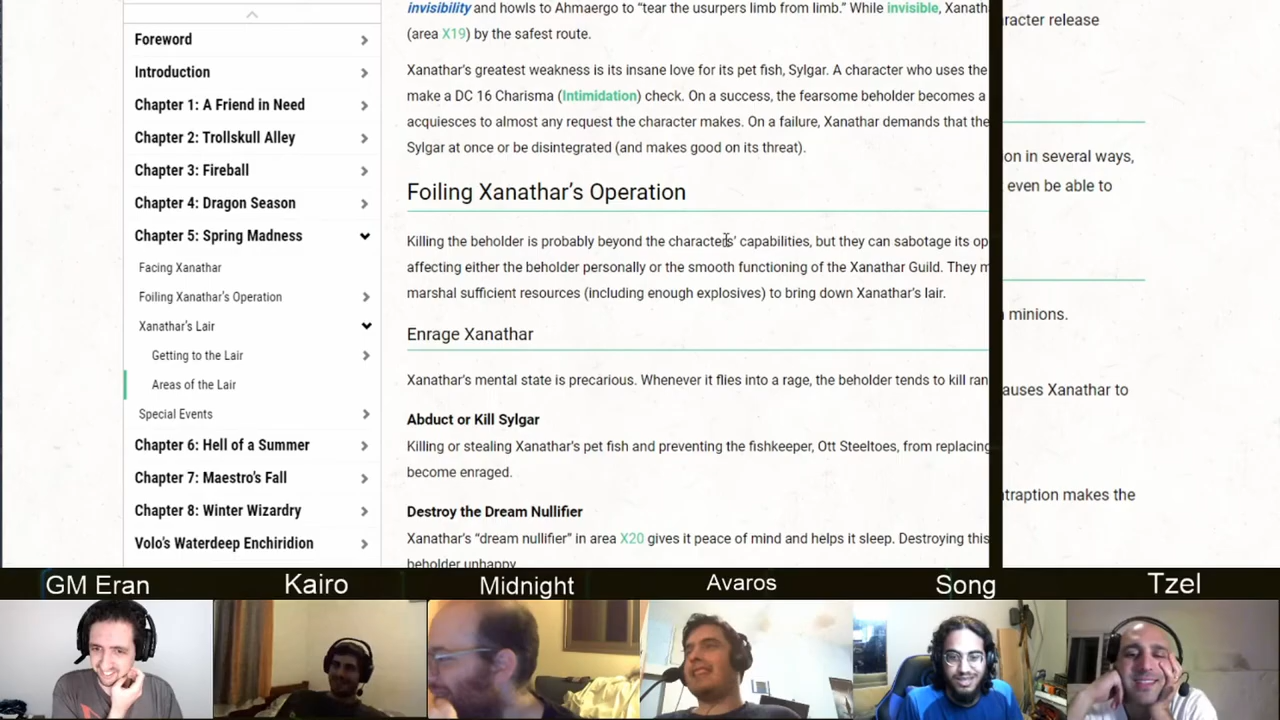 Foreword
Introduction
Chapter 1: A Friend in Need
Chapter 2: Trollskull Alley
Chapter 3: Fireball
Chapter 4: Dragon Season
Chapter 5: Spring Madness
Facing Xanathar
Foiling Xanathar's Operation
Xanathar's Lair
Getting to the Lair
Areas of the Lair
Special Events
Chapter 6: Hell of a Summer
Chapter 7: Maestro's Fall
Chapter 8: Winter Wizardry
Volo's Waterdeep Enchiridion
invisibility and howls to Ahmaergo to “tear the usurpers limb from limb.” While invisible, Xanath
(area X19) by the safest route.
Xanathar's greatest weakness is its insane love for its pet fish, Sylgar. A character who uses the
make a DC 16 Charisma (Intimidation) check. On a success, the fearsome beholder becomes a
acquiesces to almost any request the character makes. On a failure, Xanathar demands that the
Sylgar at once or be disintegrated (and makes good on its threat).
Foiling Xanathar's Operation
Killing the beholder is probably beyond the characters' capabilities, but they can sabotage its op
affecting either the beholder personally or the smooth functioning of the Xanathar Guild. They m
marshal sufficient resources (including enough explosives) to bring down Xanathar's lair.
Enrage Xanathar
Xanathar's mental state is precarious. Whenever it flies into a rage, the beholder tends to kill ran
Abduct or Kill Sylgar
Killing or stealing Xanathar's pet fish and preventing the fishkeeper, Ott Steeltoes, from replacing
become enraged.
Destroy the Dream Nullifier
Xanathar's “dream nullifier” in area X20 gives it peace of mind and helps it sleep. Destroying this
beholder unhappy
racter release
on in several ways,
even be able to
minions.
auses Xanathar to
traption makes the
GM Eran
Kairo
Midnight
Avaros
Song
Tzel